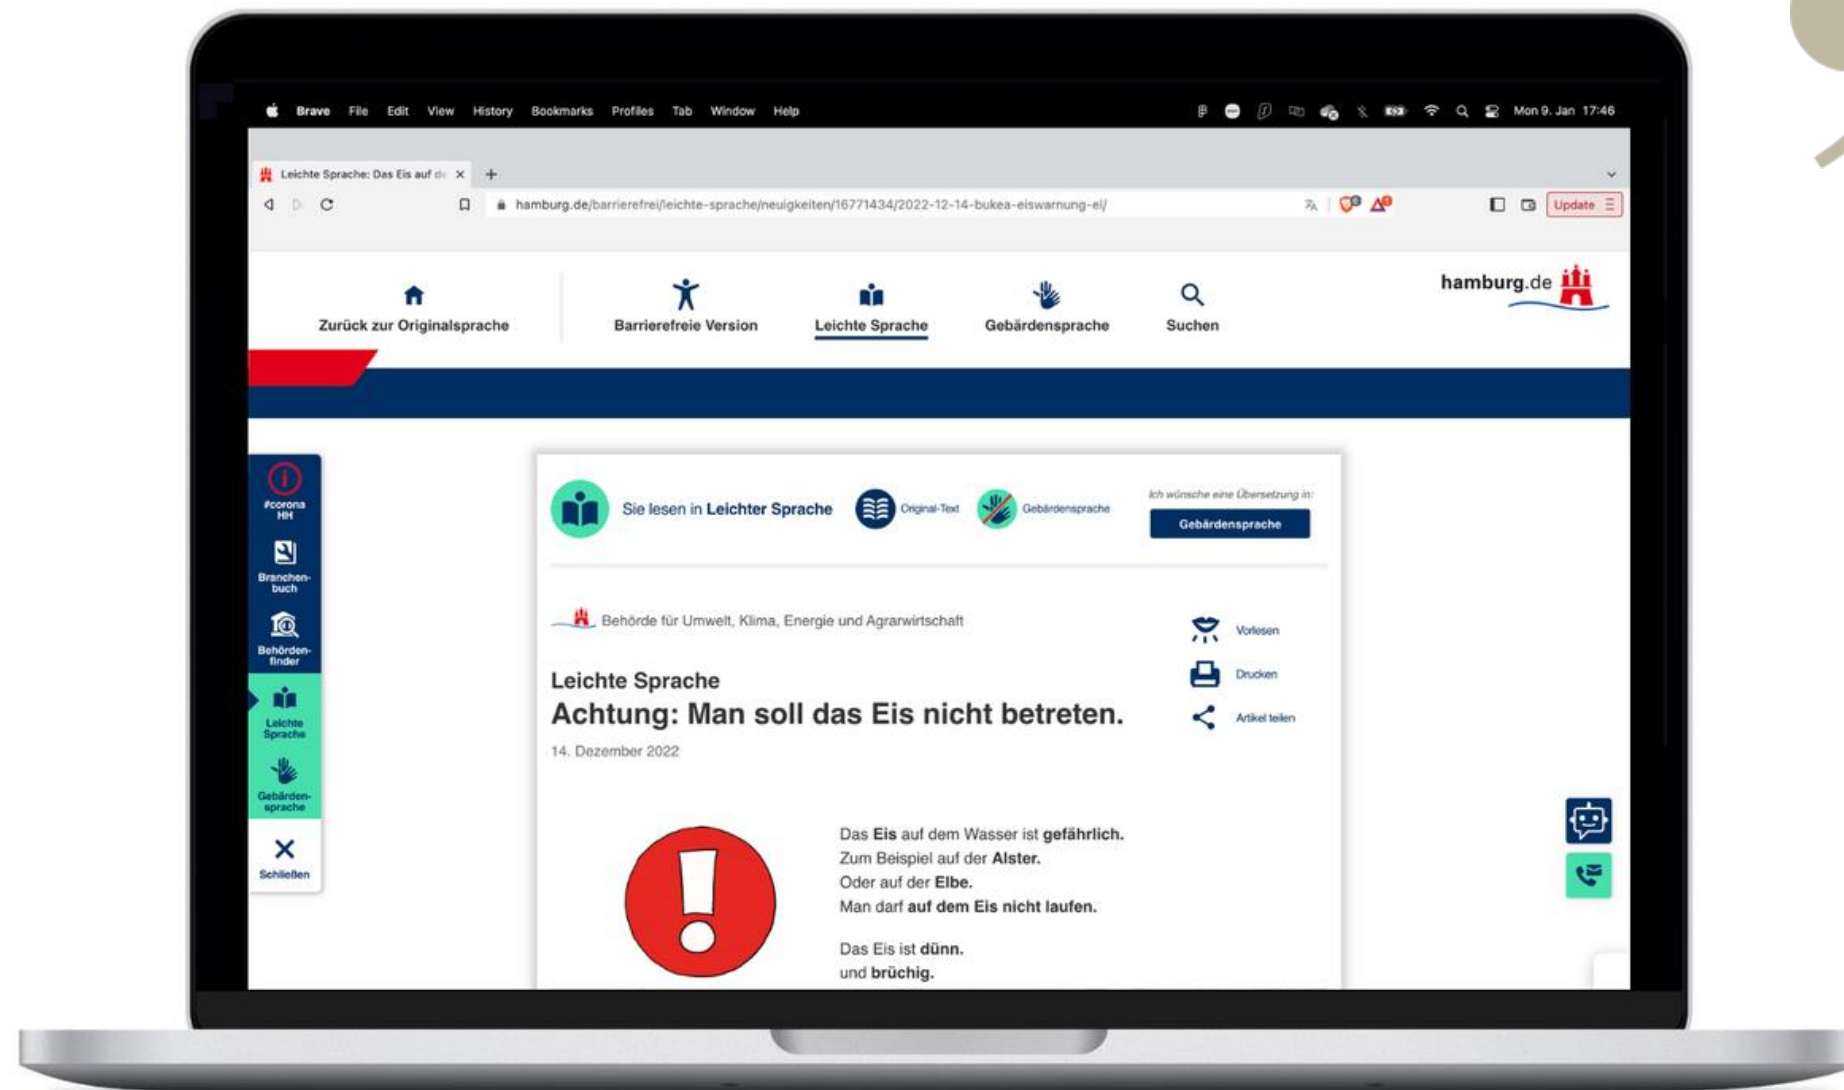 Brave File Edit View History Bookmarks Profiles Tab Window Help
Mon 9. Jan 17:46
Leichte Sprache: Das Eis auf de
hamburg.de/barrierefrei/leichte-sprache/neuigkeiten/16771434/2022-12-14-bukea-eiswarnung-el/
Update
Zurück zur Originalsprache
Barrierefreie Version
Leichte Sprache
Gebärdensprache
Suchen
hamburg.de
#corona
HH
Branchen-
buch
Behörden-
finder
Leichte
Sprache
Gebärden-
sprache
Schließen
Sie lesen in Leichter Sprache
Original-Text
Gebärdensprache
Ich wünsche eine Übersetzung in:
Gebärdensprache
Behörde für Umwelt, Klima, Energie und Agrarwirtschaft
Vorlesen
Drucken
Artikel teilen
Leichte Sprache
Achtung: Man soll das Eis nicht betreten.
14. Dezember 2022
Das Eis auf dem Wasser ist gefährlich.
Zum Beispiel auf der Alster.
Oder auf der Elbe.
Man darf auf dem Eis nicht laufen.
Das Eis ist dünn.
und brüchig.